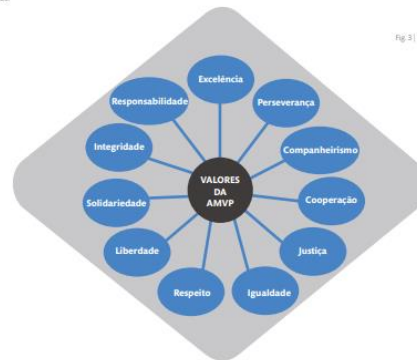 Fig. 3 |
Excelência
Responsabilidade
Perseverança
Integridade
Companheirismo
VALORES
DA
AMVP
Solidariedade
Cooperação
Liberdade
Justiça
Respeito
Igualdade